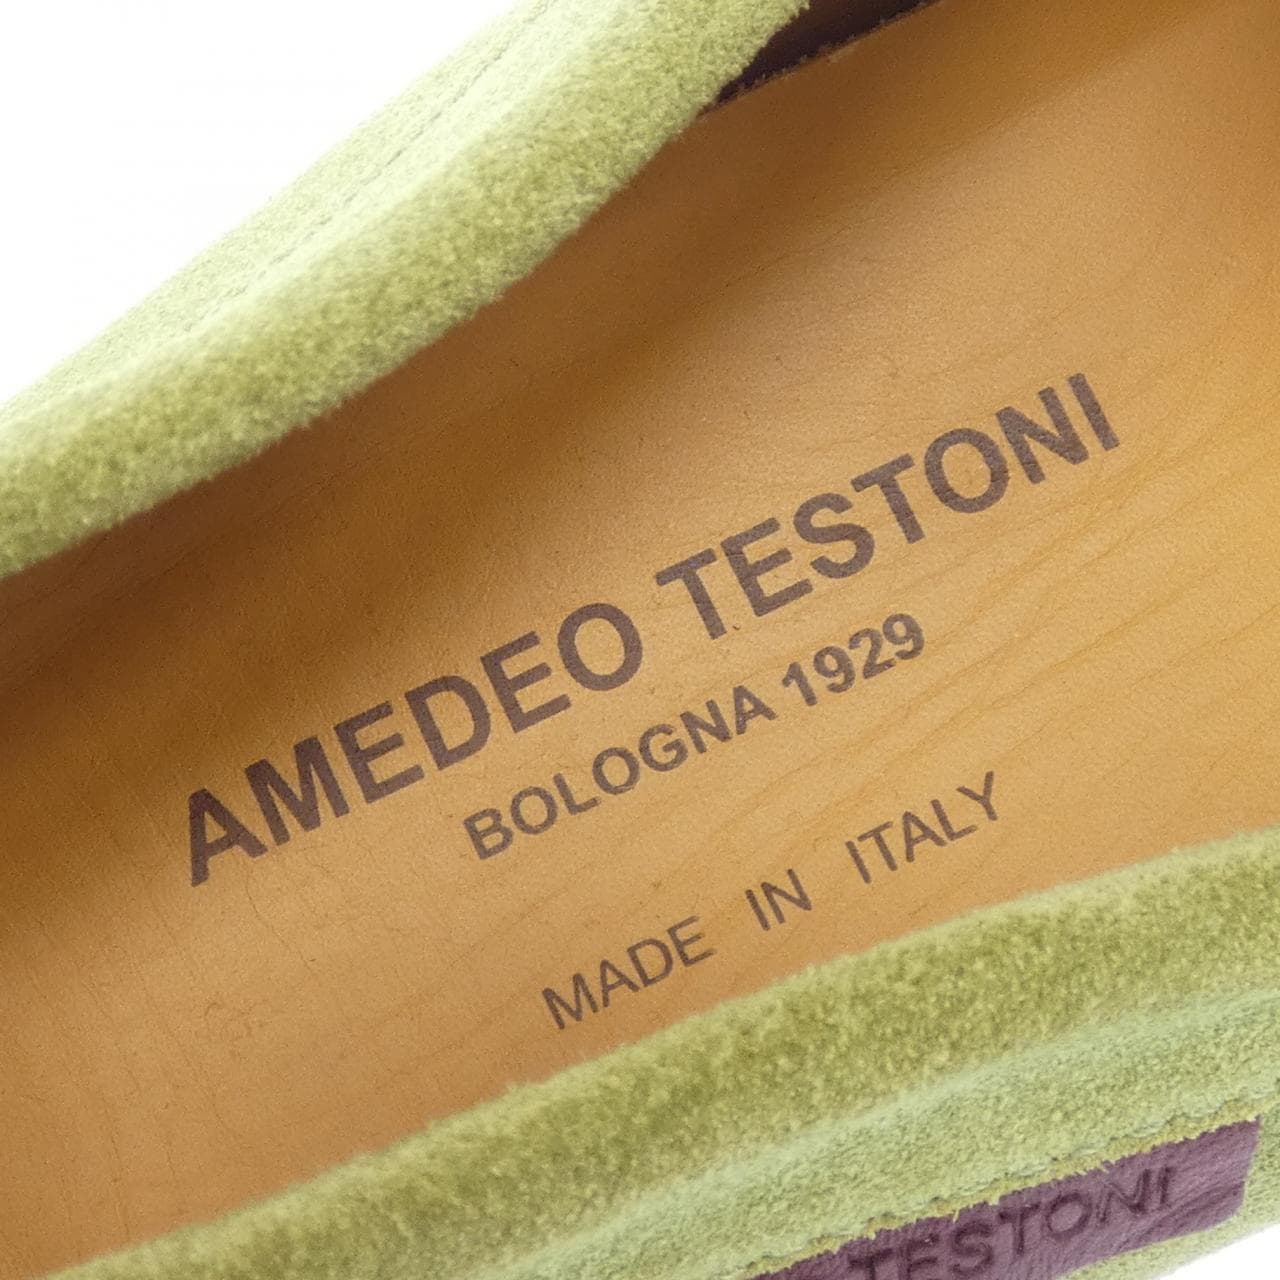 AMEDEO TESTONI
BOLOGNA 1929
MADE IN ITALY
TESTONI